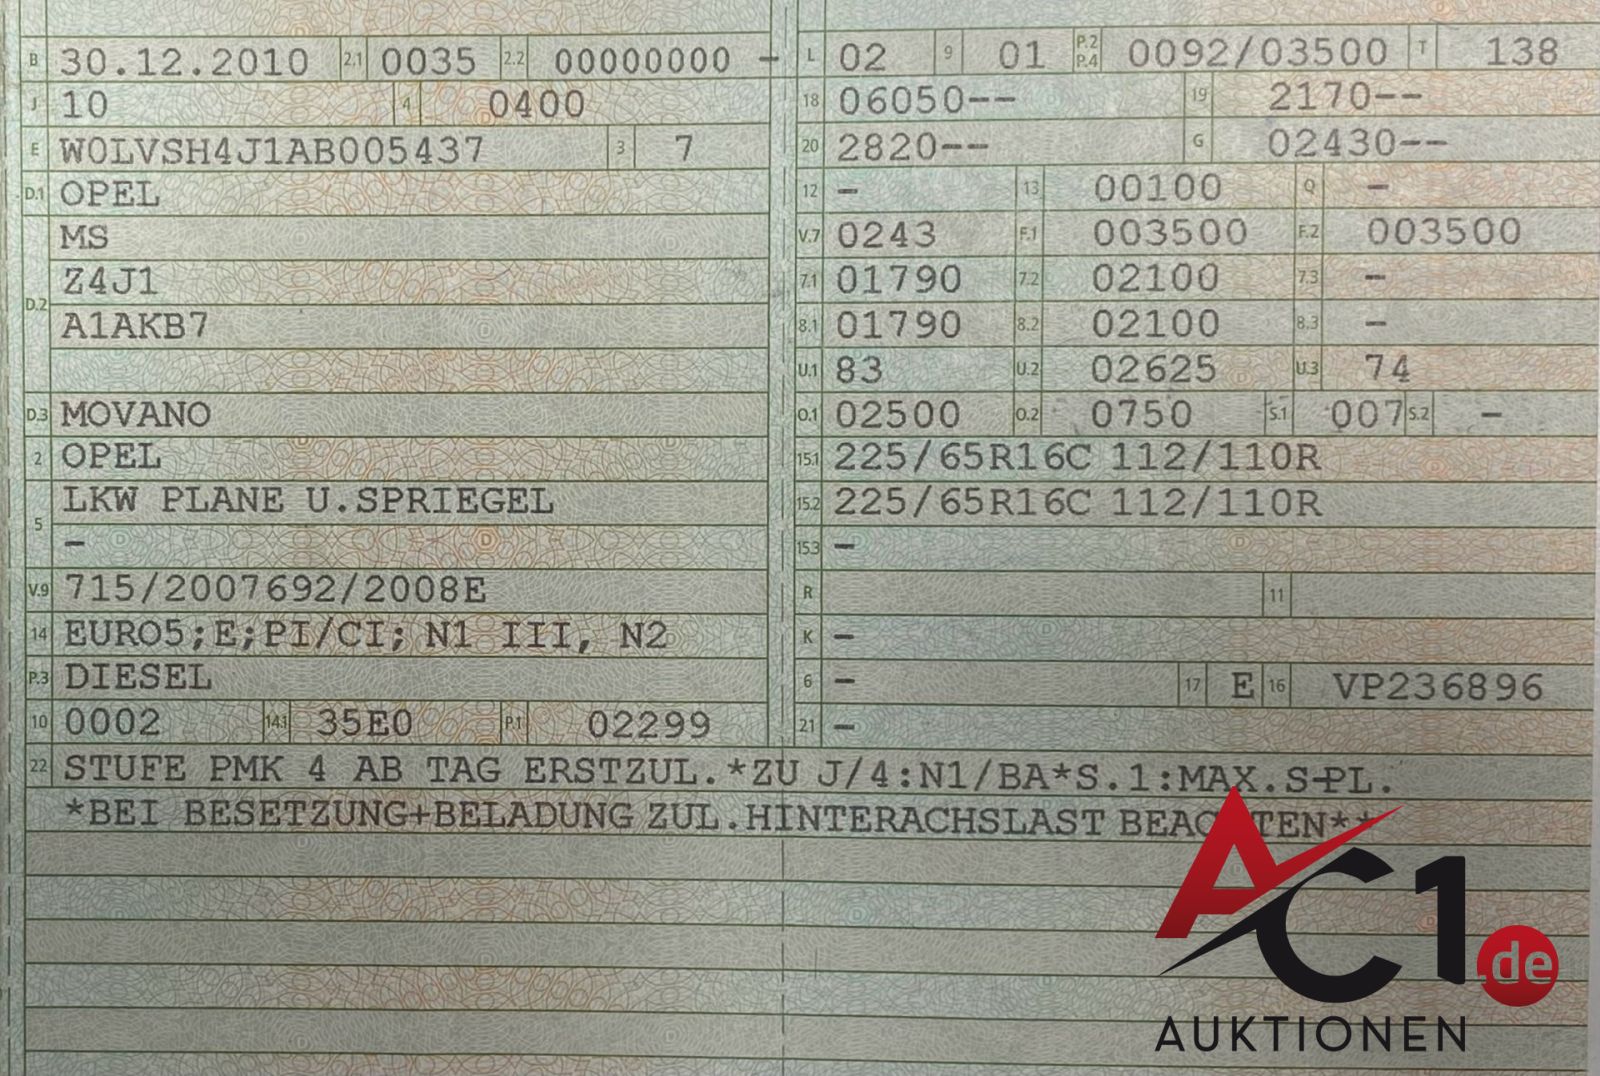 B 30.12.2010 2.1 0035 2.2 00000000 –
J 10 4 0400
E W0LVSH4J1AB005437 3 7
D.1 OPEL
MS
D.2 Z4J1
A1AKB7
D.3 MOVANO
2 OPEL
5 LKW PLANE U.SPRIEGEL
–
V.9 715/2007692/2008E
14 EURO5;E;PI/CI; N1 III, N2
P.3 DIESEL
10 0002 14.1 35E0 P.1 02299
L 02 9 01 P.2 P.4 0092/03500 T 138
18 06050-- 19 2170--
20 2820-- G 02430--
12 – 13 00100 Q –
V.7 0243 F.1 003500 F.2 003500
7.1 01790 7.2 02100 7.3 –
8.1 01790 8.2 02100 8.3 –
U.1 83 U.2 02625 U.3 74
O.1 02500 O.2 0750 S.1 007 S.2 –
15.1 225/65R16C 112/110R
15.2 225/65R16C 112/110R
15.3 –
R 11
K –
6 – 17 E 16 VP236896
21 –
22 STUFE PMK 4 AB TAG ERSTZUL.*ZU J/4:N1/BA*S.1:MAX.S-PL.
*BEI BESETZUNG+BELADUNG ZUL.HINTERACHSLAST BEACHTEN**
AC1.de
AUKTIONEN